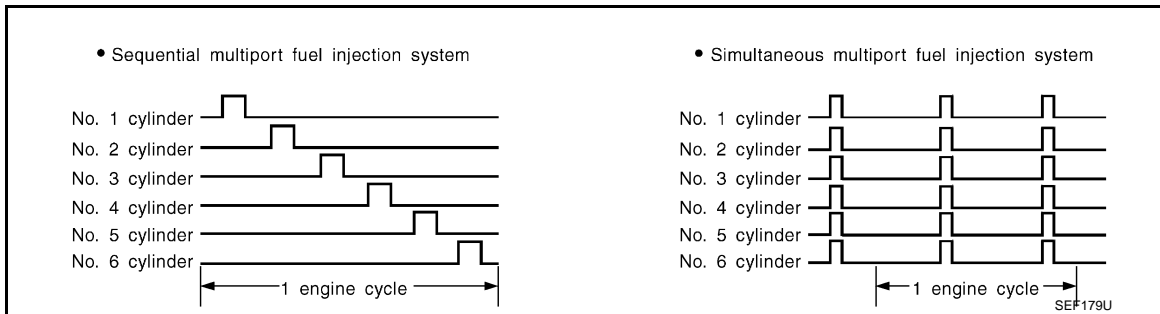 • Sequential multiport fuel injection system
No. 1 cylinder
No. 2 cylinder
No. 3 cylinder
No. 4 cylinder
No. 5 cylinder
No. 6 cylinder
1 engine cycle
• Simultaneous multiport fuel injection system
No. 1 cylinder
No. 2 cylinder
No. 3 cylinder
No. 4 cylinder
No. 5 cylinder
No. 6 cylinder
1 engine cycle
SEF179U